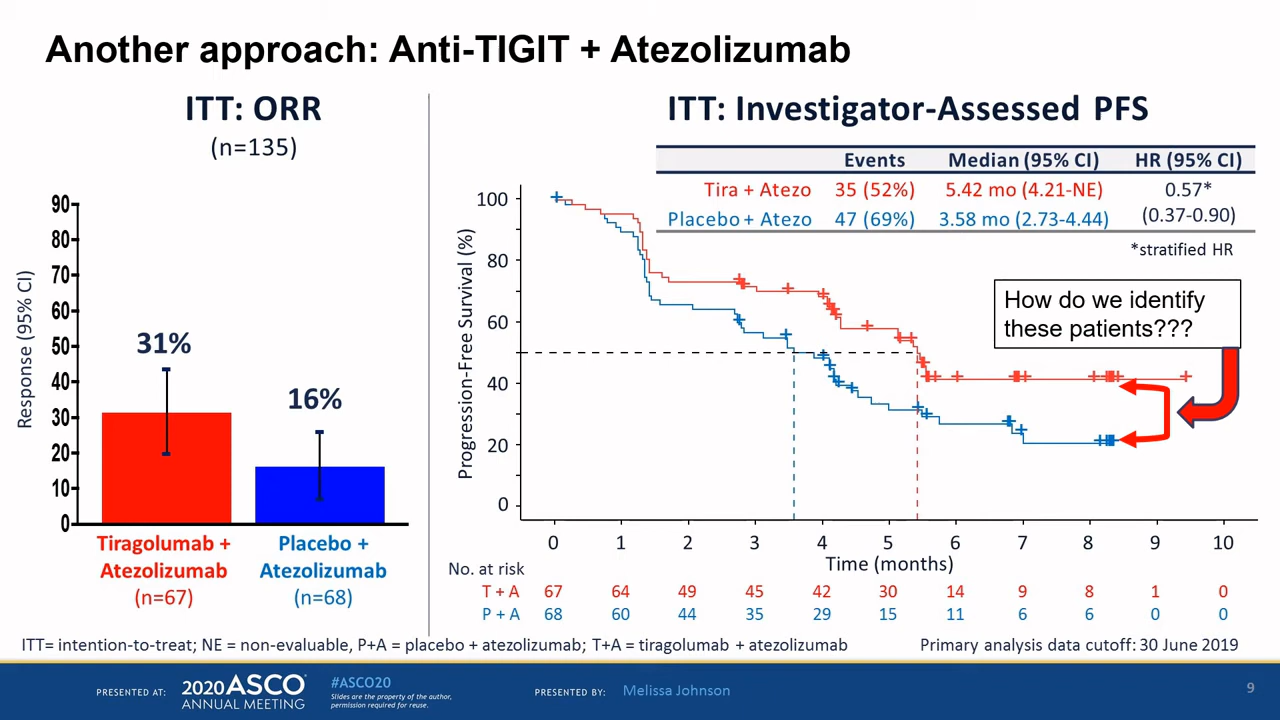 Another approach: Anti-TIGIT + Atezolizumab
ITT: ORR
(n=135)
Response (95% CI)
90
80
70
60
50
40
30
20
10
0
31%
16%
Tiragolumab +
Atezolizumab
(n=67)
Placebo +
Atezolizumab
(n=68)
ITT: Investigator-Assessed PFS
Events Median (95% CI) HR (95% CI)
Tira + Atezo 35 (52%) 5.42 mo (4.21-NE) 0.57*
Placebo + Atezo 47 (69%) 3.58 mo (2.73-4.44) (0.37-0.90)
*stratified HR
How do we identify
these patients???
Progression-Free Survival (%)
100
80
60
40
20
0
0 1 2 3 4 5 6 7 8 9 10
Time (months)
No. at risk
T + A 67 64 49 45 42 30 14 9 8 1 0
P + A 68 60 44 35 29 15 11 6 6 0 0
ITT= intention-to-treat; NE = non-evaluable, P+A = placebo + atezolizumab; T+A = tiragolumab + atezolizumab
Primary analysis data cutoff: 30 June 2019
PRESENTED AT:
2020 ASCO®
ANNUAL MEETING
#ASCO20
Slides are the property of the author,
permission required for reuse.
PRESENTED BY: Melissa Johnson
9